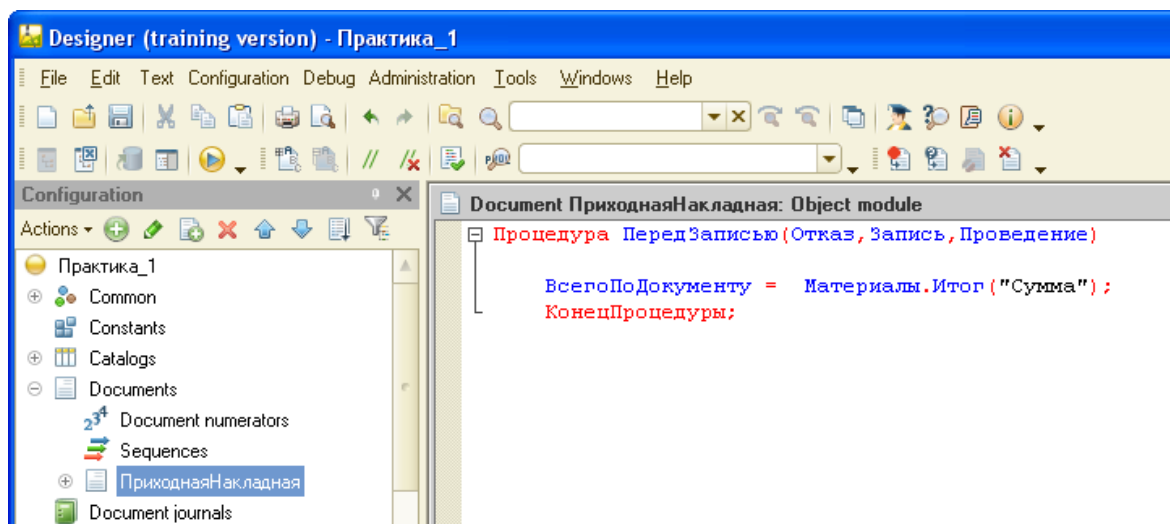 Designer (training version) - Практика_1
File Edit Text Configuration Debug Administration Tools Windows Help
Configuration
Actions
Практика_1
Common
Constants
Catalogs
Documents
Document numerators
Sequences
ПриходнаяНакладная
Document journals
Document ПриходнаяНакладная: Object module
Процедура ПередЗаписью(Отказ,Запись,Проведение)
ВсегоПоДокументу = Материалы.Итог("Сумма");
КонецПроцедуры;